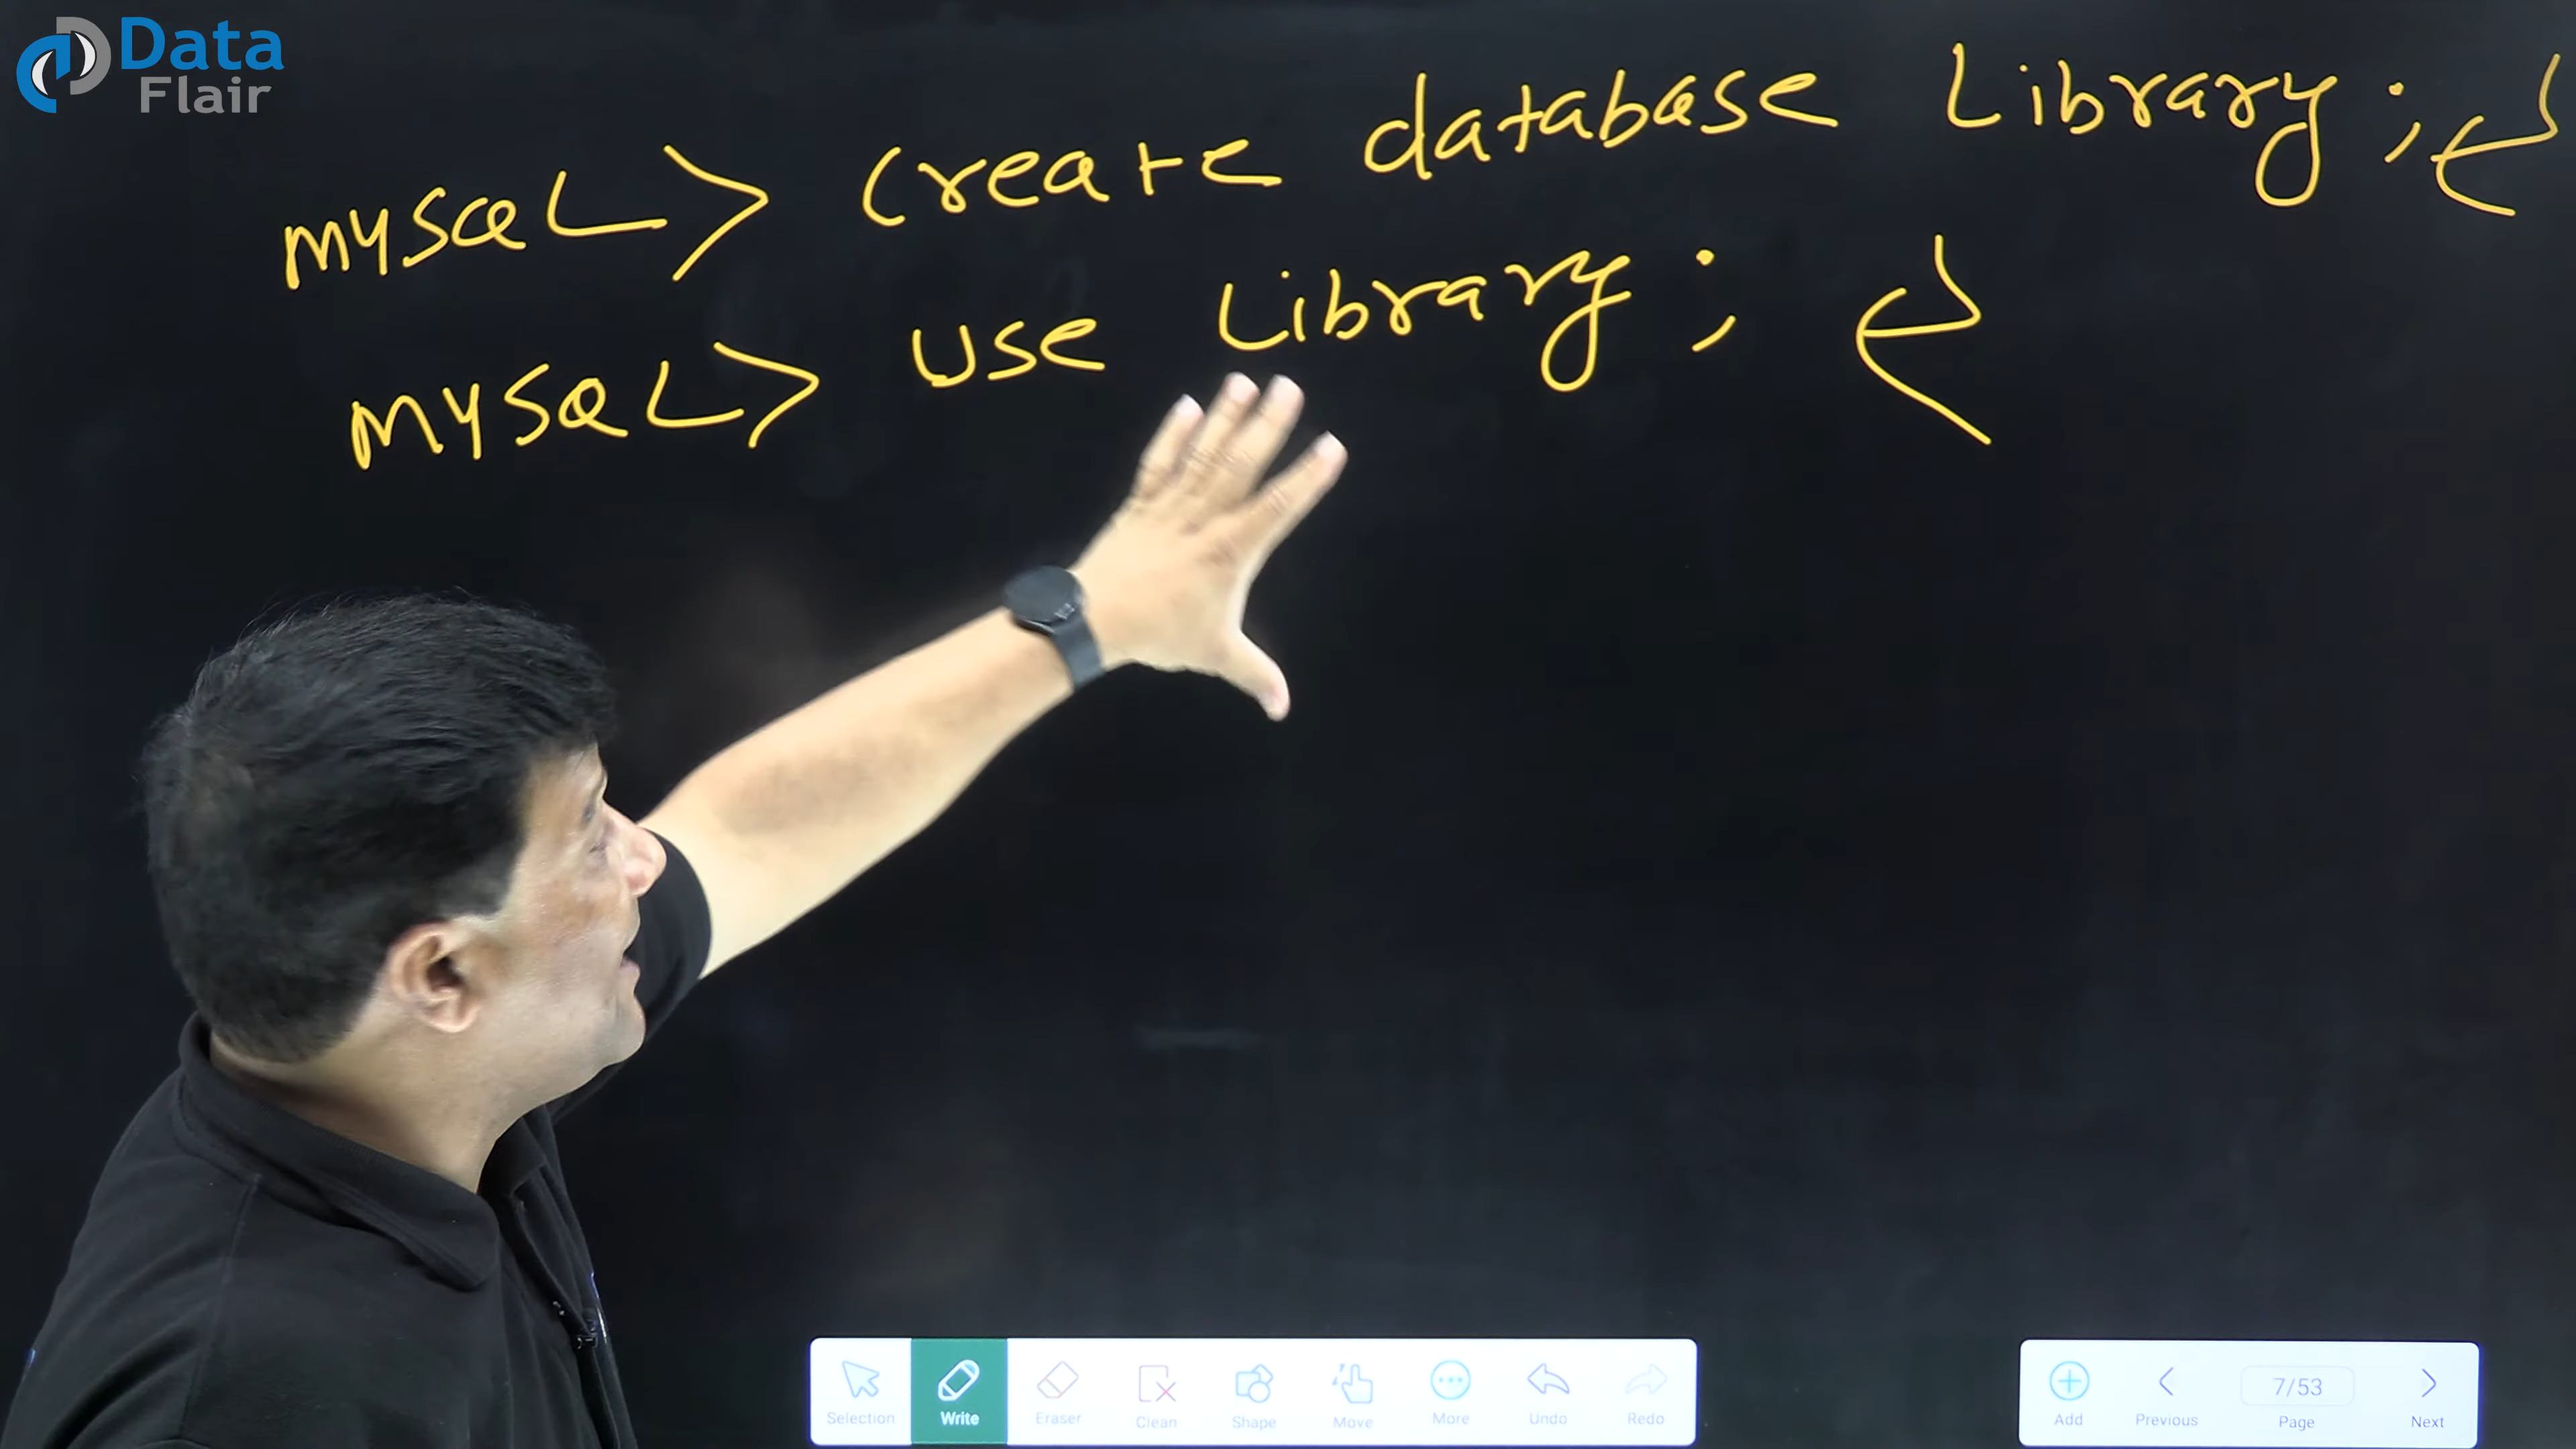 Data
Flair
mySQL> Create database Library; ↵
mySQL> use Library; ↵
Selection Write Eraser Clean Shape Move More Undo Redo
Add Previous 7/53 Page Next